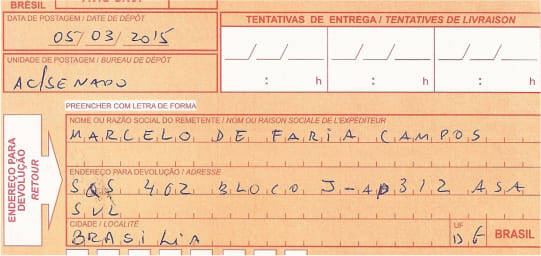 BRÉSIL
DATA DE POSTAGEM / DATE DE DÉPÔT
05/03/2015
TENTATIVAS DE ENTREGA / TENTATIVES DE LIVRAISON
: h : h : h
UNIDADE DE POSTAGEM / BUREAU DE DÉPÔT
AC/SENADO
PREENCHER COM LETRA DE FORMA
ENDEREÇO PARA DEVOLUÇÃO
RETOUR
NOME OU RAZÃO SOCIAL DO REMETENTE / NOM OU RAISON SOCIALE DE L'EXPÉDITEUR
MARCELO DE FARIA CAMPOS
ENDEREÇO PARA DEVOLUÇÃO / ADRESSE
SQS 402 BLOCO J-AP312 ASA
SUL
CIDADE / LOCALITÉ
BRASILIA
UF
DF
BRASIL